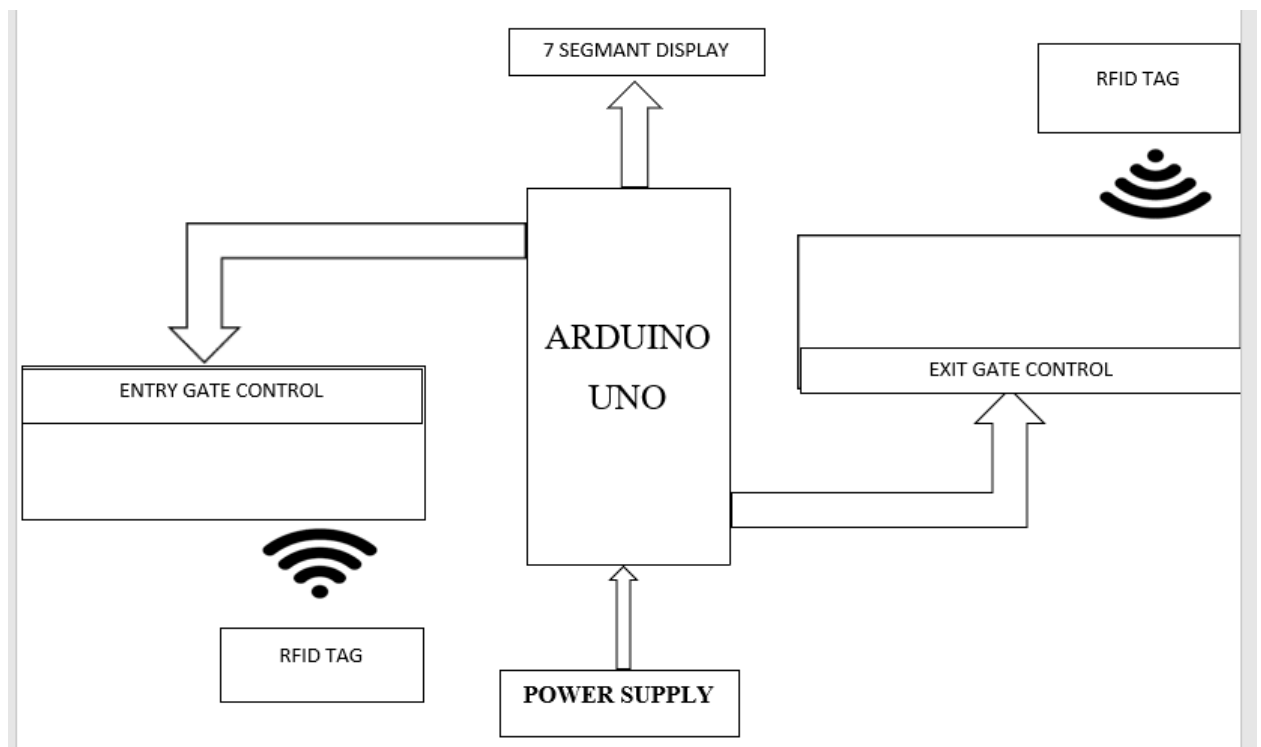 7 SEGMANT DISPLAY
RFID TAG
ARDUINO
UNO
EXIT GATE CONTROL
ENTRY GATE CONTROL
RFID TAG
POWER SUPPLY